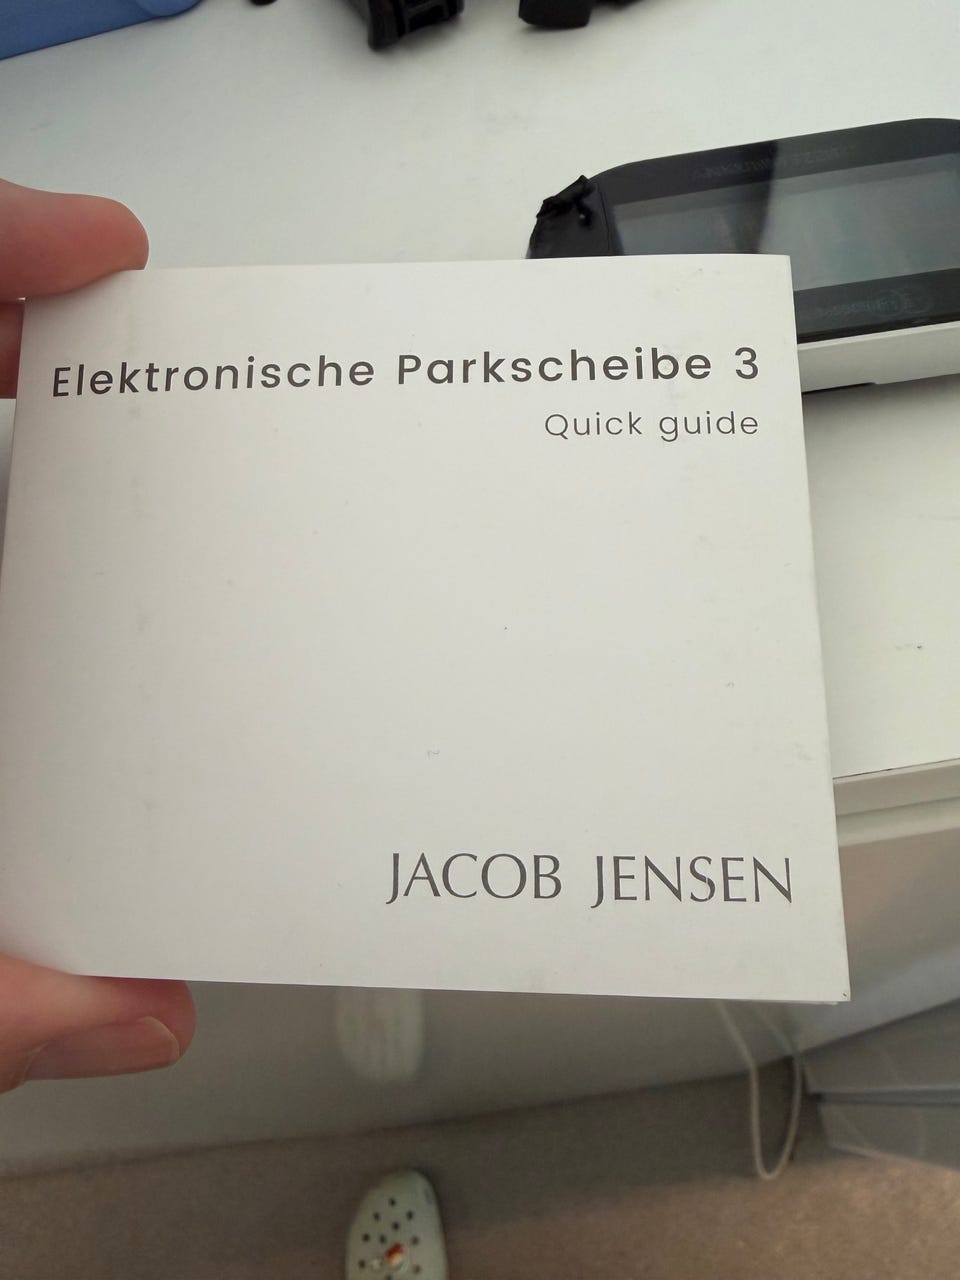 Elektronische Parkscheibe 3
Quick guide
JACOB JENSEN